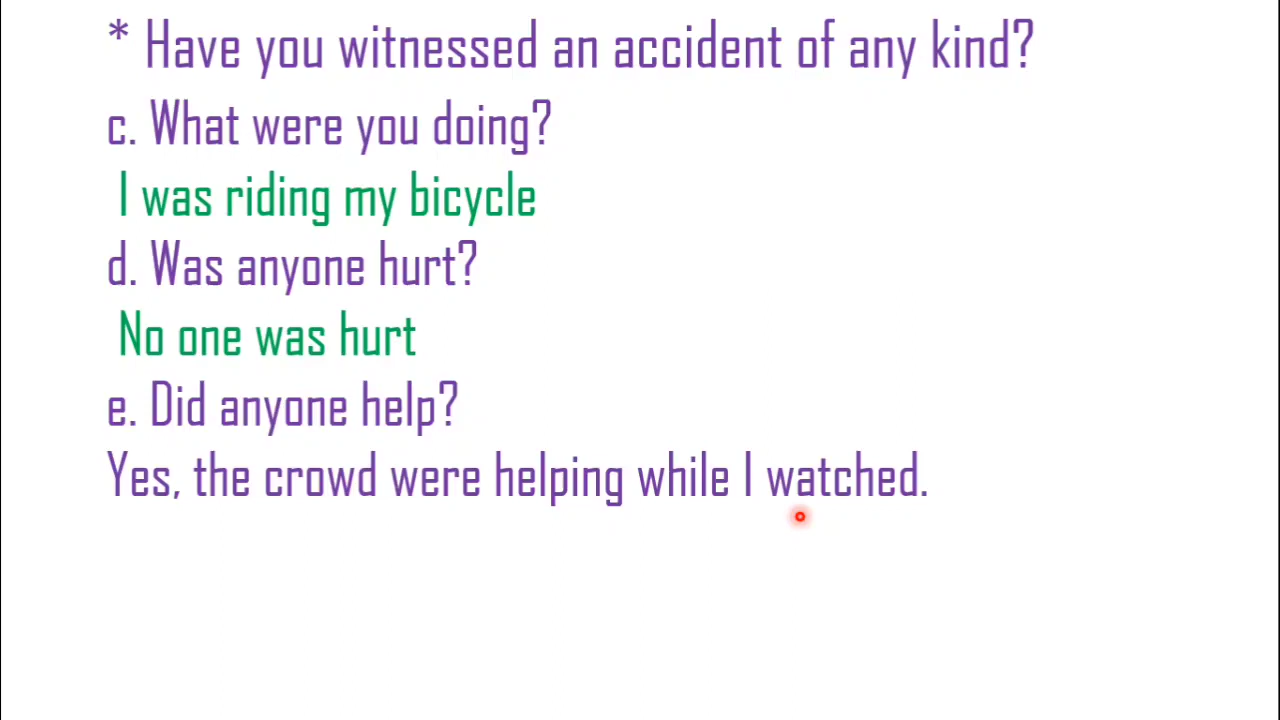 * Have you witnessed an accident of any kind?
c. What were you doing?
I was riding my bicycle
d. Was anyone hurt?
No one was hurt
e. Did anyone help?
Yes, the crowd were helping while I watched.